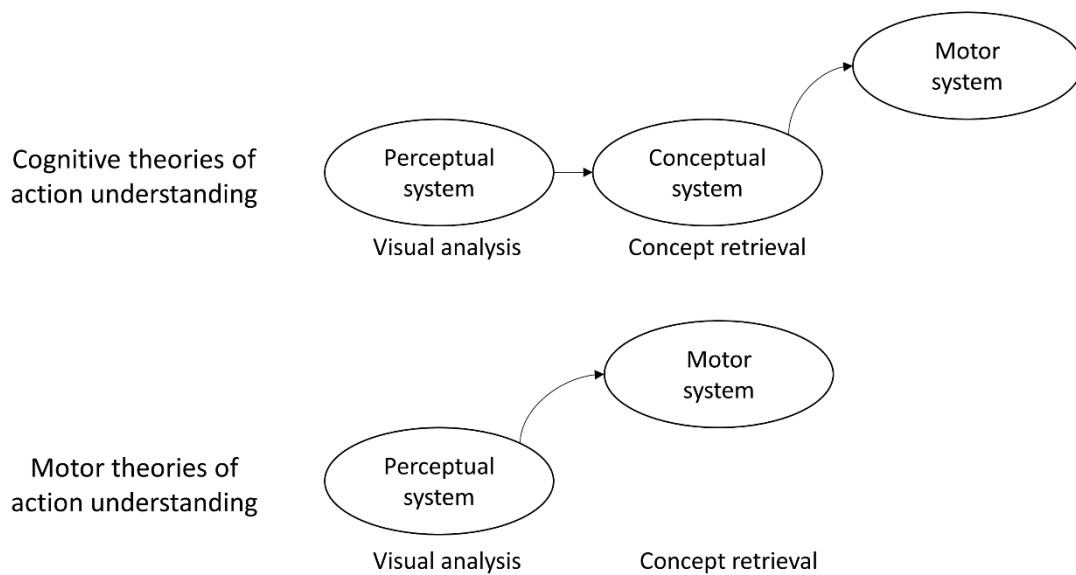 Motor
system
Cognitive theories of
action understanding
Perceptual
system
Conceptual
system
Visual analysis
Concept retrieval
Motor
system
Motor theories of
action understanding
Perceptual
system
Visual analysis
Concept retrieval